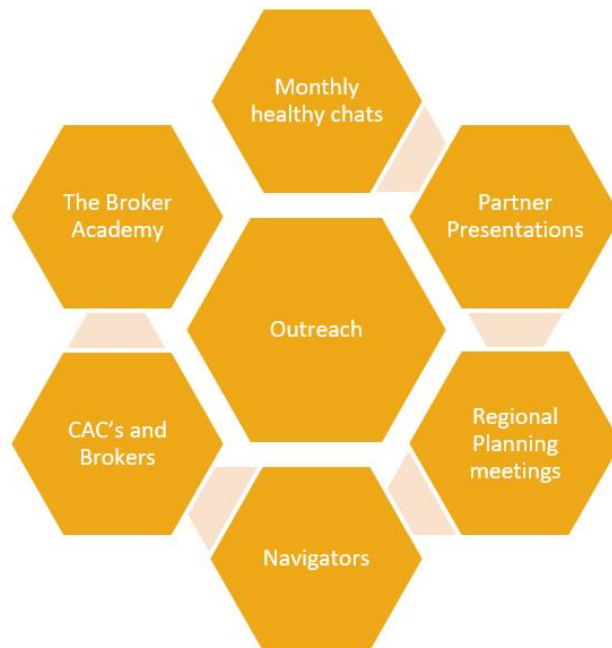 Monthly
healthy chats
Partner
Presentations
Regional
Planning
meetings
Navigators
CAC's and
Brokers
The Broker
Academy
Outreach